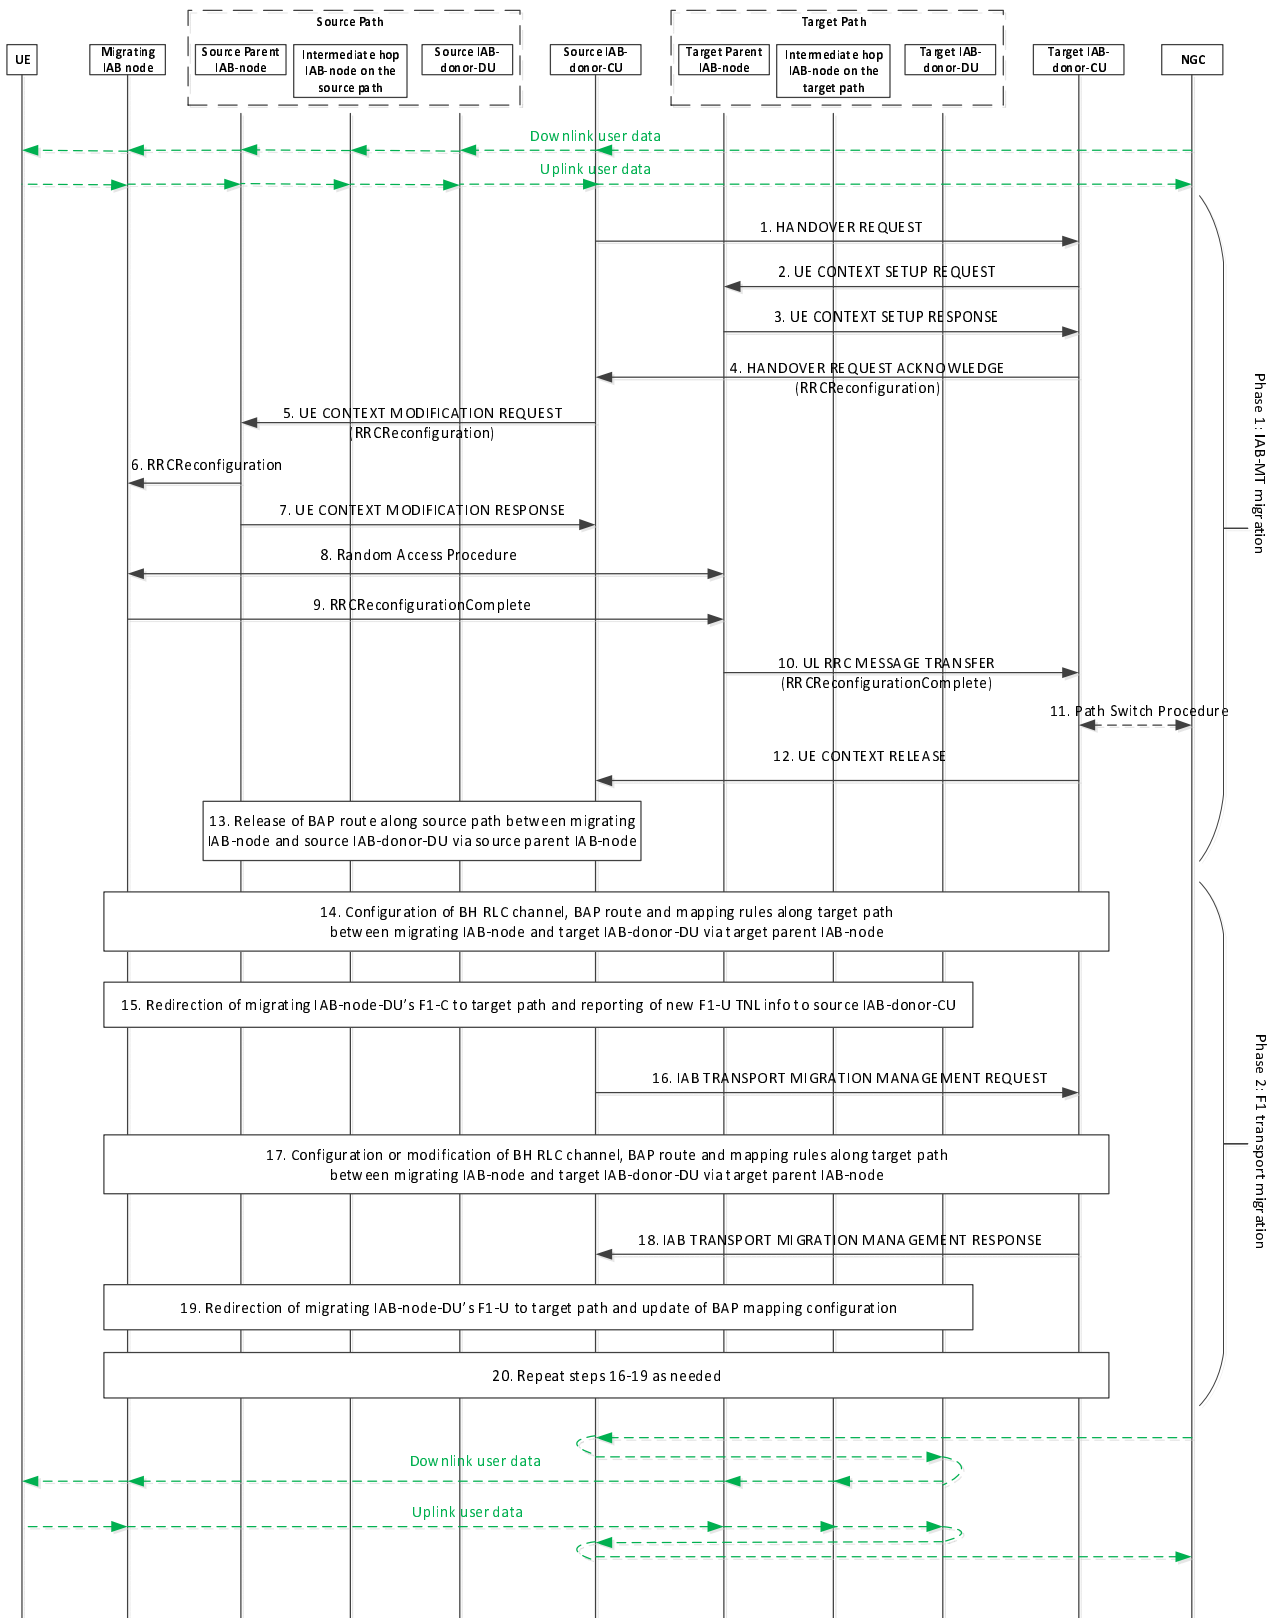 Source Path
Target Path
UE
Migrating
IAB node
Source Parent
IAB-node
Intermediate hop
IAB-node on the
source path
Source IAB-
donor-DU
Source IAB-
donor-CU
Target Parent
IAB-node
Intermediate hop
IAB-node on the
target path
Target IAB-
donor-DU
Target IAB-
donor-CU
NGC
Downlink user data
Uplink user data
1. HANDOVER REQUEST
2. UE CONTEXT SETUP REQUEST
3. UE CONTEXT SETUP RESPONSE
4. HANDOVER REQUEST ACKNOWLEDGE
(RRCReconfiguration)
5. UE CONTEXT MODIFICATION REQUEST
(RRCReconfiguration)
6. RRCReconfiguration
7. UE CONTEXT MODIFICATION RESPONSE
8. Random Access Procedure
9. RRCReconfigurationComplete
10. UL RRC MESSAGE TRANSFER
(RRCReconfigurationComplete)
11. Path Switch Procedure
12. UE CONTEXT RELEASE
13. Release of BAP route along source path between migrating
IAB-node and source IAB-donor-DU via source parent IAB-node
Phase 1: IAB-MT migration
14. Configuration of BH RLC channel, BAP route and mapping rules along target path
between migrating IAB-node and target IAB-donor-DU via target parent IAB-node
15. Redirection of migrating IAB-node-DU’s F1-C to target path and reporting of new F1-U TNL info to source IAB-donor-CU
16. IAB TRANSPORT MIGRATION MANAGEMENT REQUEST
17. Configuration or modification of BH RLC channel, BAP route and mapping rules along target path
between migrating IAB-node and target IAB-donor-DU via target parent IAB-node
18. IAB TRANSPORT MIGRATION MANAGEMENT RESPONSE
19. Redirection of migrating IAB-node-DU’s F1-U to target path and update of BAP mapping configuration
20. Repeat steps 16-19 as needed
Phase 2: F1 transport migration
Downlink user data
Uplink user data